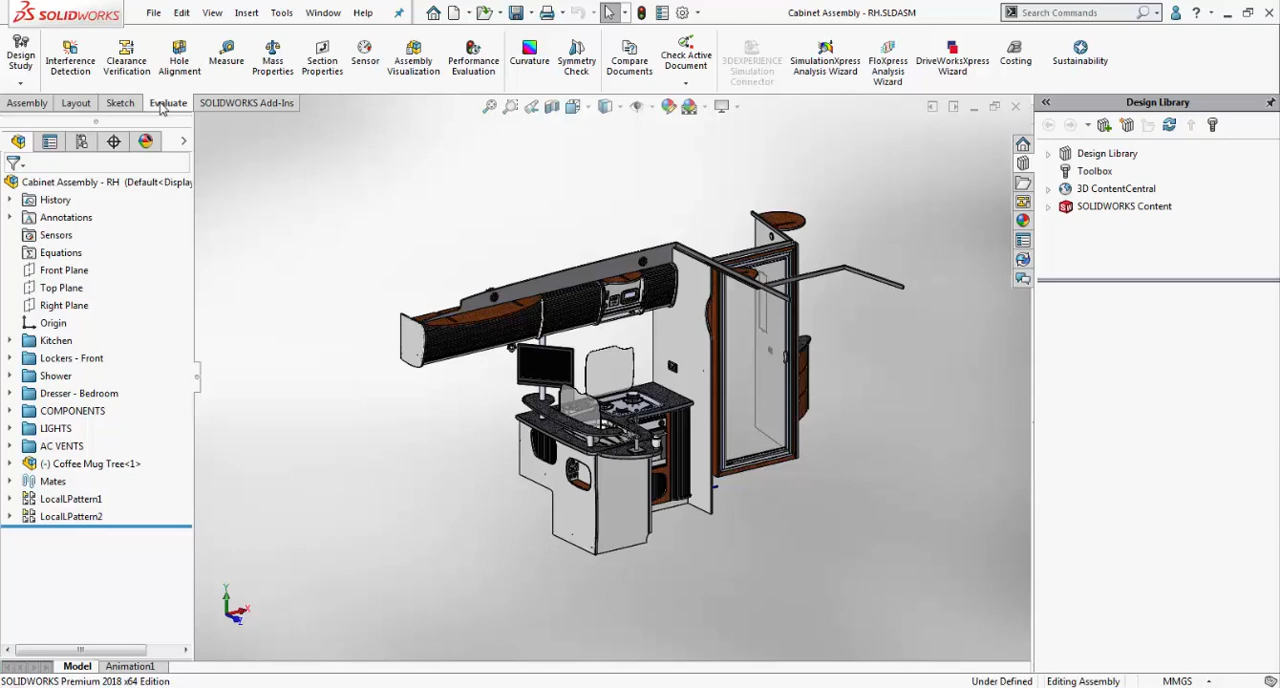 SOLIDWORKS
File Edit View Insert Tools Window Help
Cabinet Assembly - RH.SLDASM
Search Commands
Design Study
Interference Detection
Clearance Verification
Hole Alignment
Measure
Mass Properties
Section Properties
Sensor
Assembly Visualization
Performance Evaluation
Curvature
Symmetry Check
Compare Documents
Check Active Document
3DEXPERIENCE Simulation Connector
SimulationXpress Analysis Wizard
FloXpress Analysis Wizard
DriveWorksXpress Wizard
Costing
Sustainability
Assembly Layout Sketch Evaluate SOLIDWORKS Add-Ins
Design Library
Cabinet Assembly - RH (Default<Display
History
Annotations
Sensors
Equations
Front Plane
Top Plane
Right Plane
Origin
Kitchen
Lockers - Front
Shower
Dresser - Bedroom
COMPONENTS
LIGHTS
AC VENTS
(-) Coffee Mug Tree<1>
Mates
LocalLPattern1
LocalLPattern2
Design Library
Toolbox
3D ContentCentral
SOLIDWORKS Content
Y
X
Z
Model Animation1
SOLIDWORKS Premium 2018 x64 Edition
Under Defined Editing Assembly MMGS